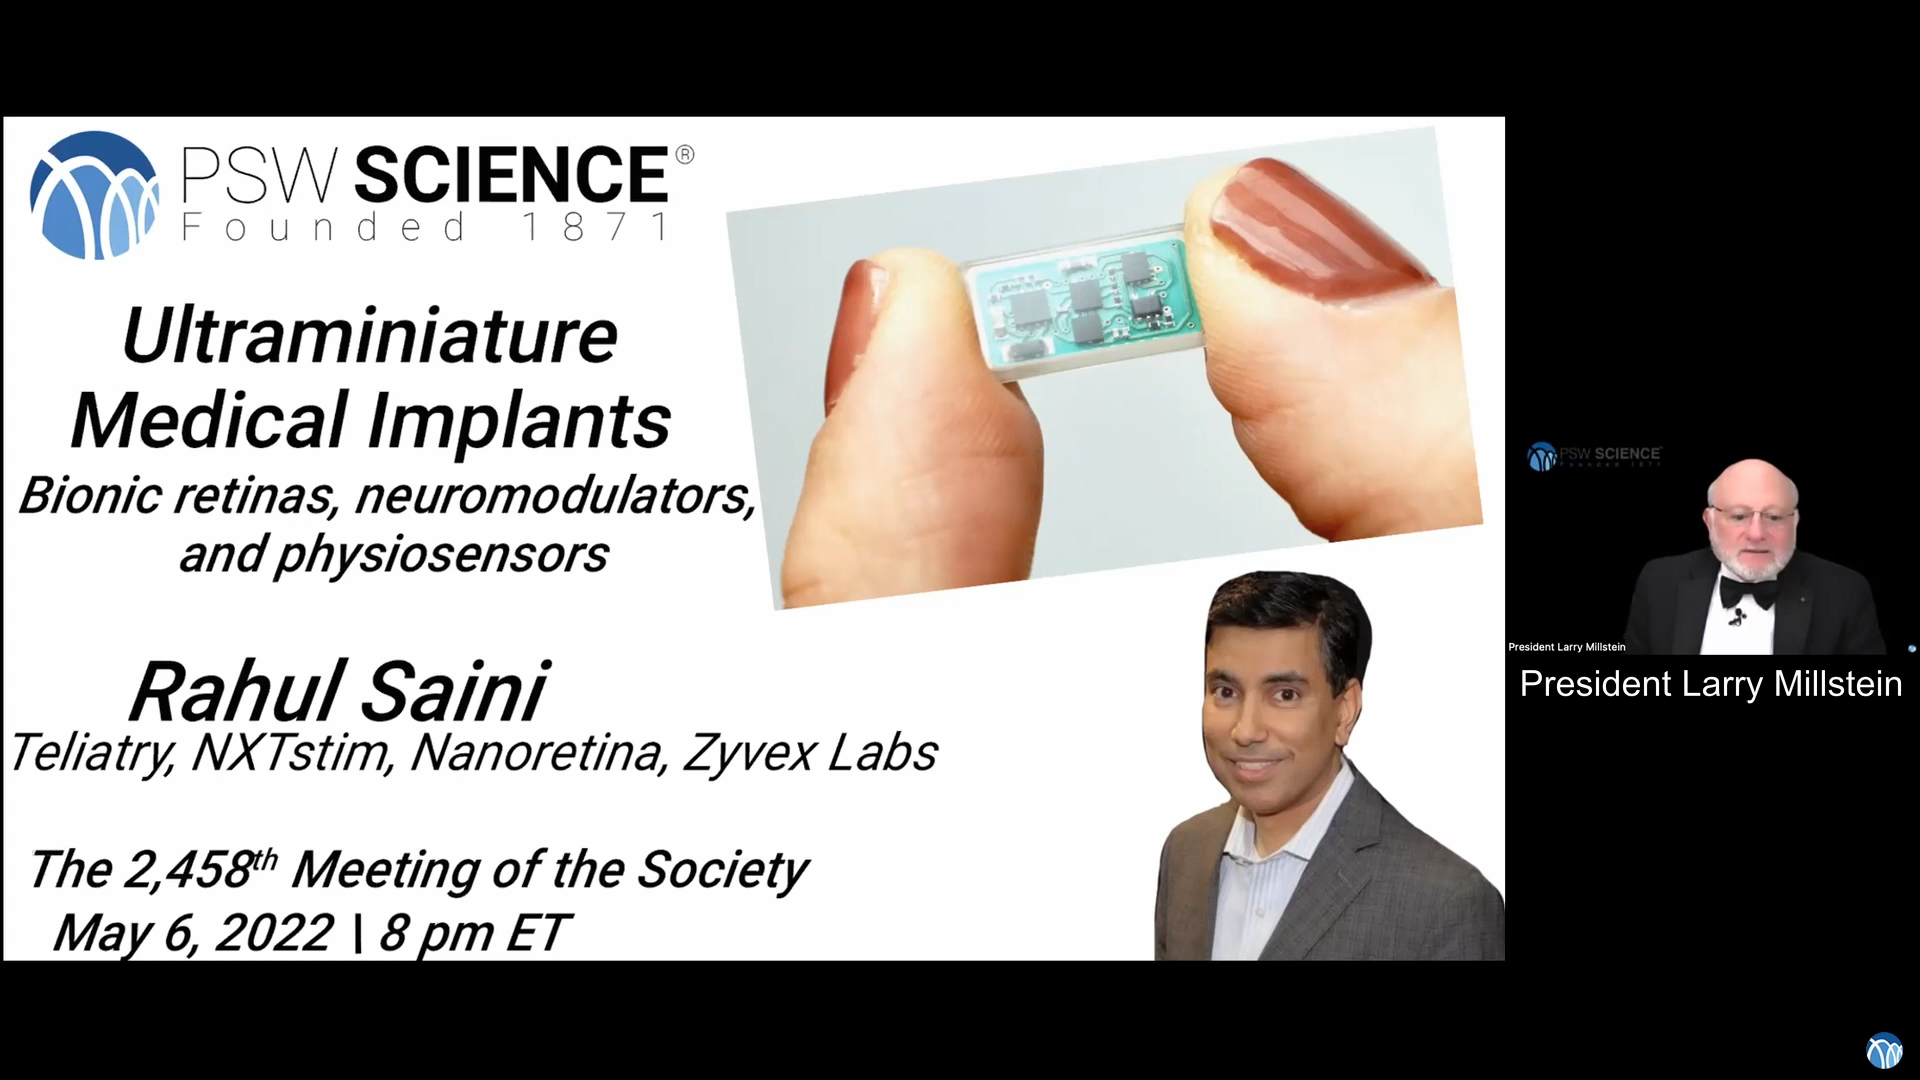 PSW SCIENCE®
Founded 1871
Ultraminiature
Medical Implants
Bionic retinas, neuromodulators,
and physiosensors
Rahul Saini
Teliatry, NXTstim, Nanoretina, Zyvex Labs
The 2,458th Meeting of the Society
May 6, 2022 \ 8 pm ET
PSW SCIENCE
Founded 1871
President Larry Millstein
President Larry Millstein